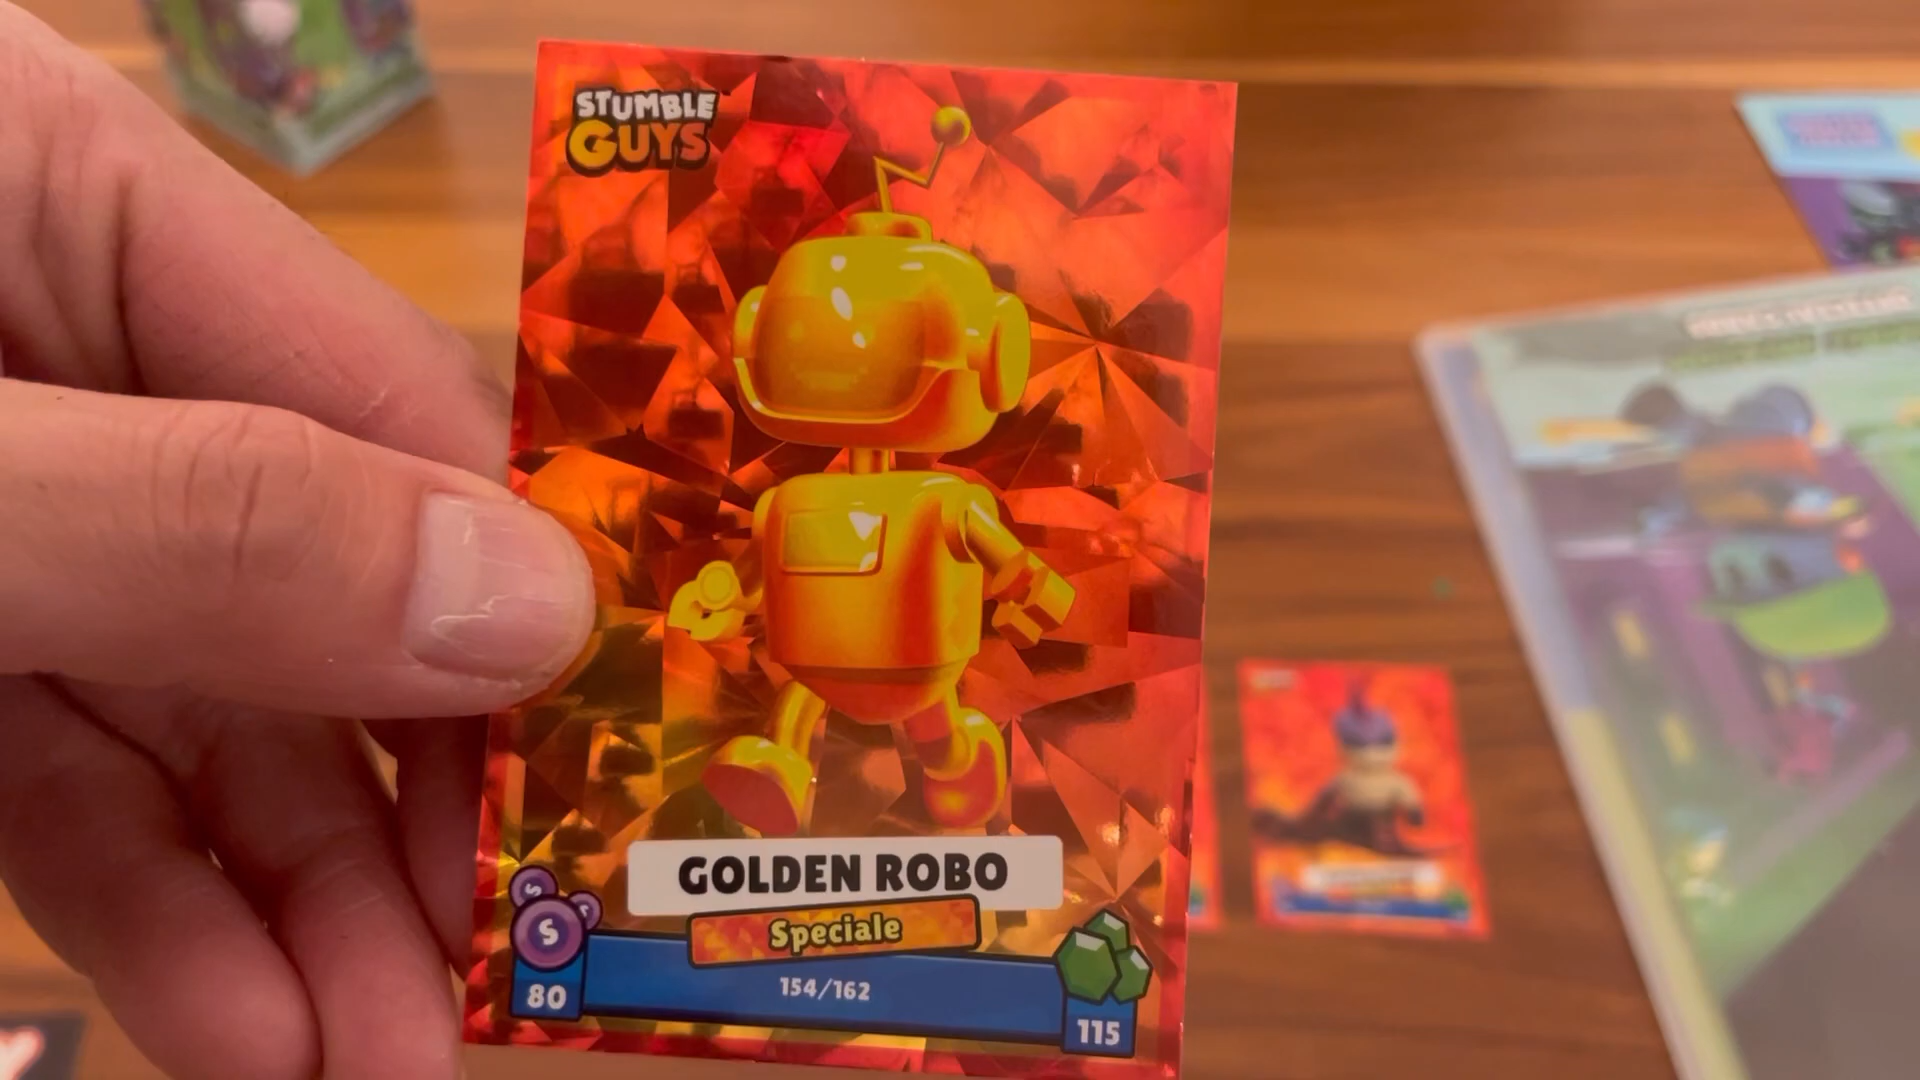 STUMBLE
GUYS
GOLDEN ROBO
Speciale
S
S
80
154/162
115